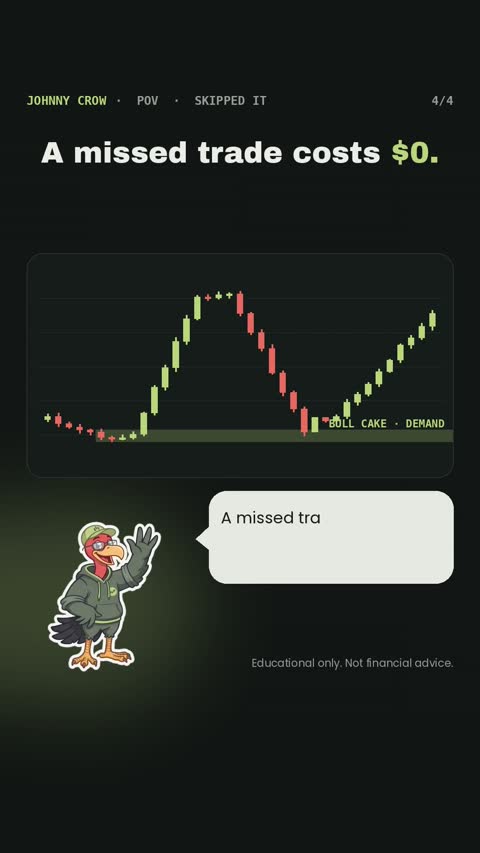 JOHNNY CROW · POV · SKIPPED IT
4/4
A missed trade costs $0.
BULL CAKE · DEMAND
A missed tra
Educational only. Not financial advice.